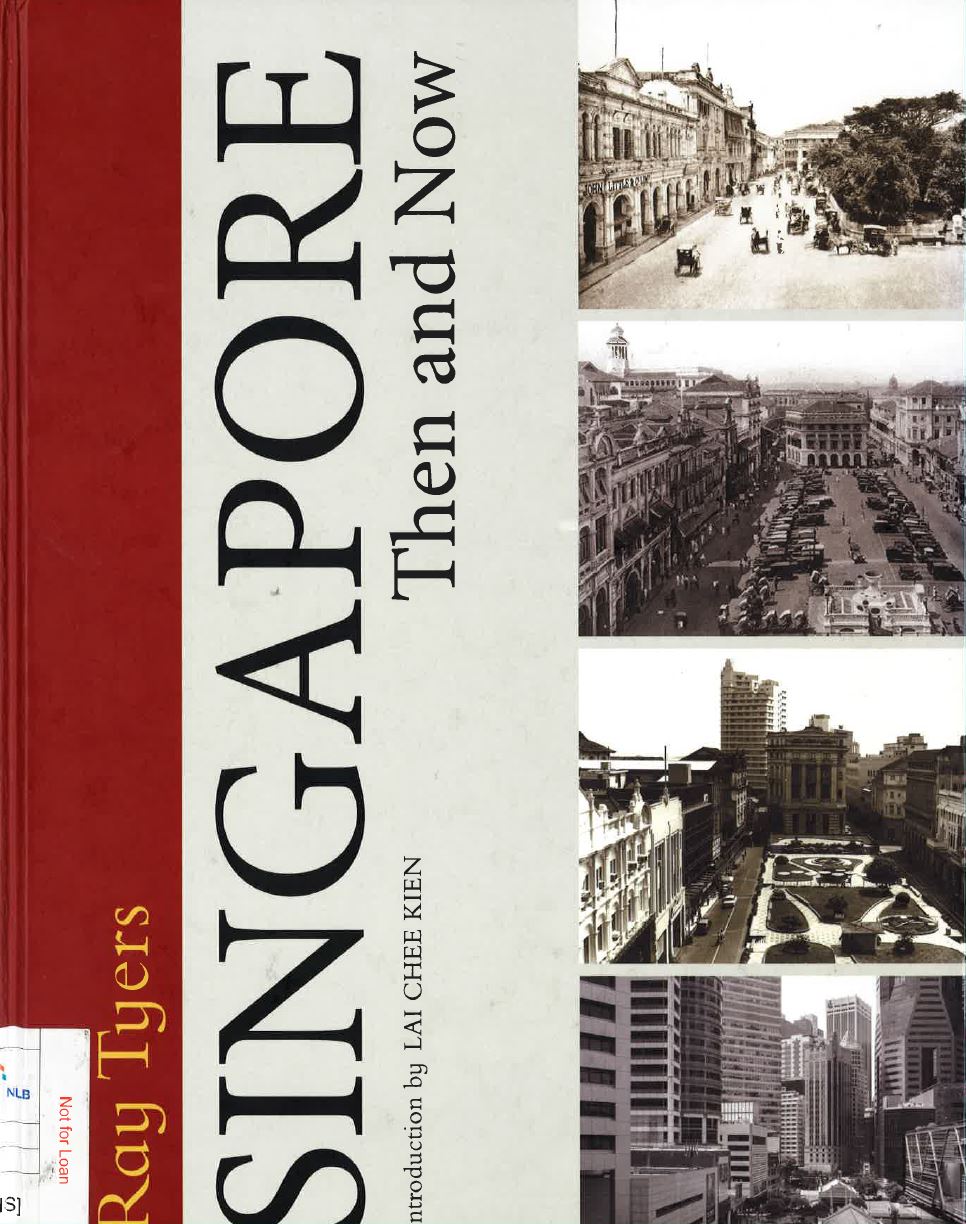 Ray Tyers
SINGAPORE
Then and Now
ntroduction by LAI CHEE KIEN
JOHN LITTLE & CO
NLB
Not for Loan
S]